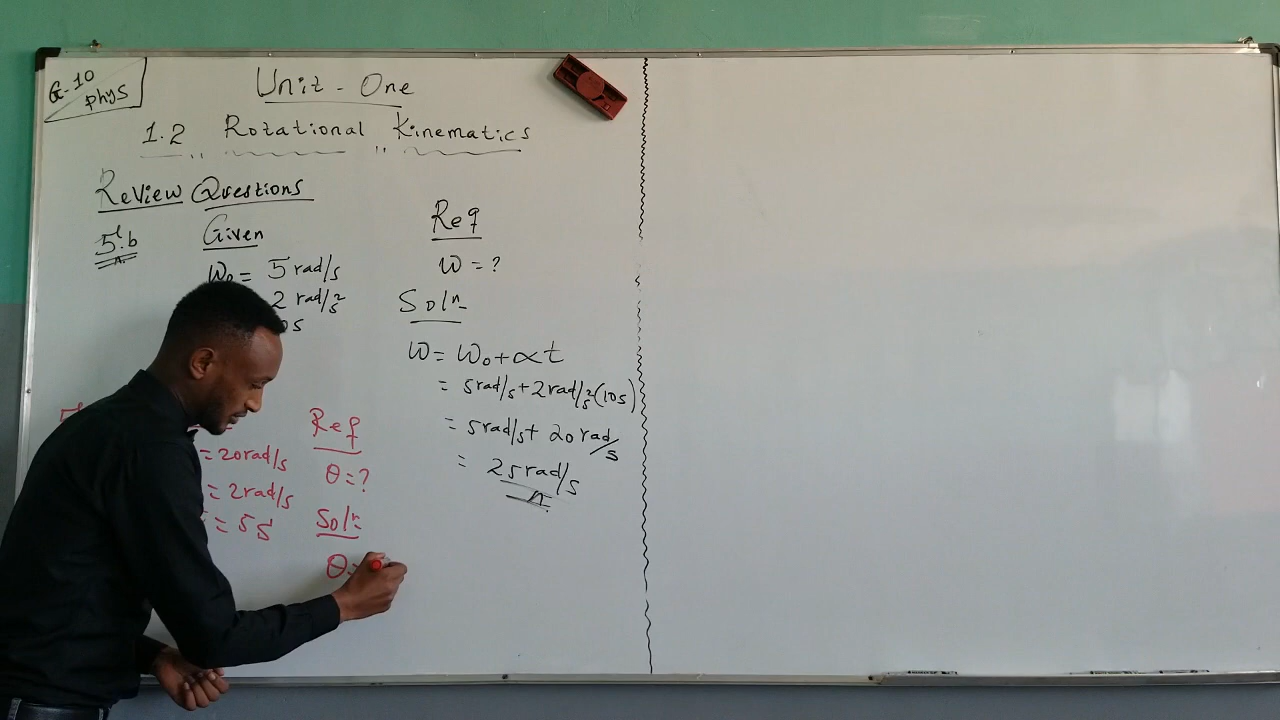 G-10
phys
Unit - One
1.2 Rotational Kinematics
Review Questions
5.b
Given
ω₀ = 5 rad/s
2 rad/s²
0s
Req
ω = ?
Solⁿ
ω = ω₀ + αt
= 5rad/s + 2rad/s²(10s)
= 5rad/s + 20 rad/s
= 25rad/s
= 20rad/s
= 2rad/s
= 5s
Req
θ = ?
Solⁿ
θ =